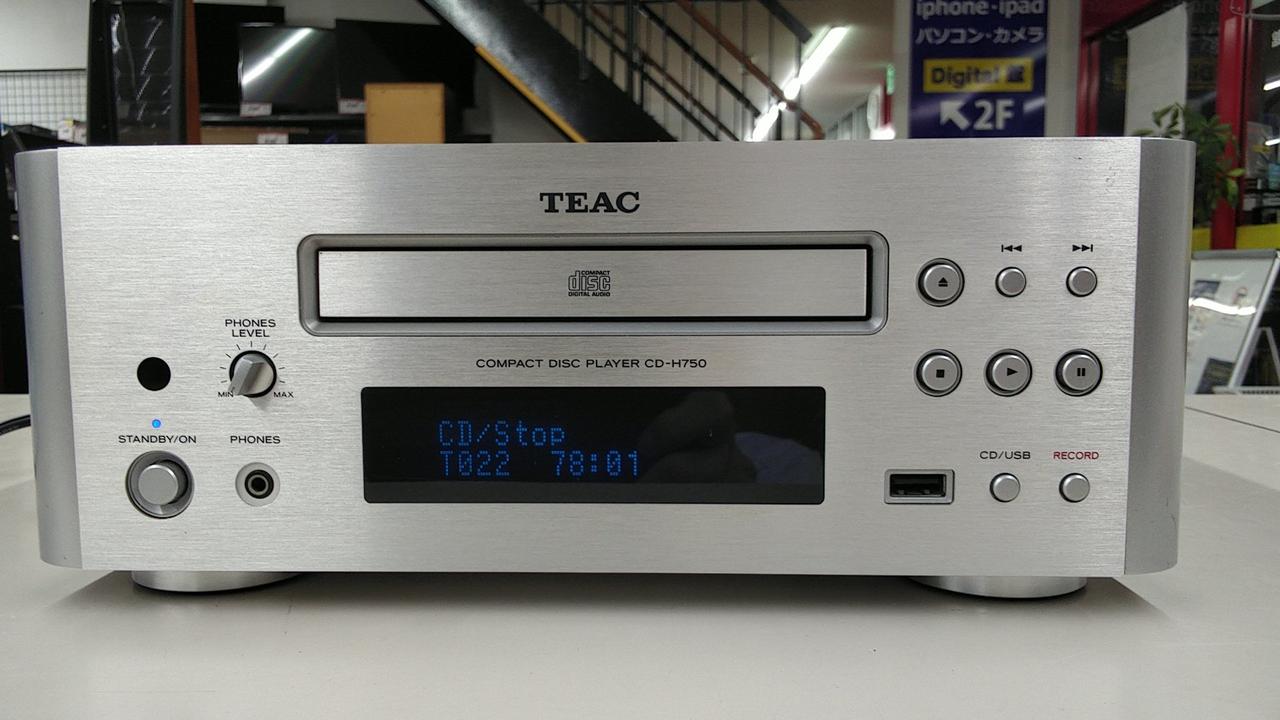 iphone・ipad
パソコン・カメラ
Digital 館
2F
TEAC
COMPACT
disc
DIGITAL AUDIO
PHONES
LEVEL
MIN
MAX
COMPACT DISC PLAYER CD-H750
STANDBY/ON
PHONES
CD/Stop
T022 78:01
CD/USB
RECORD